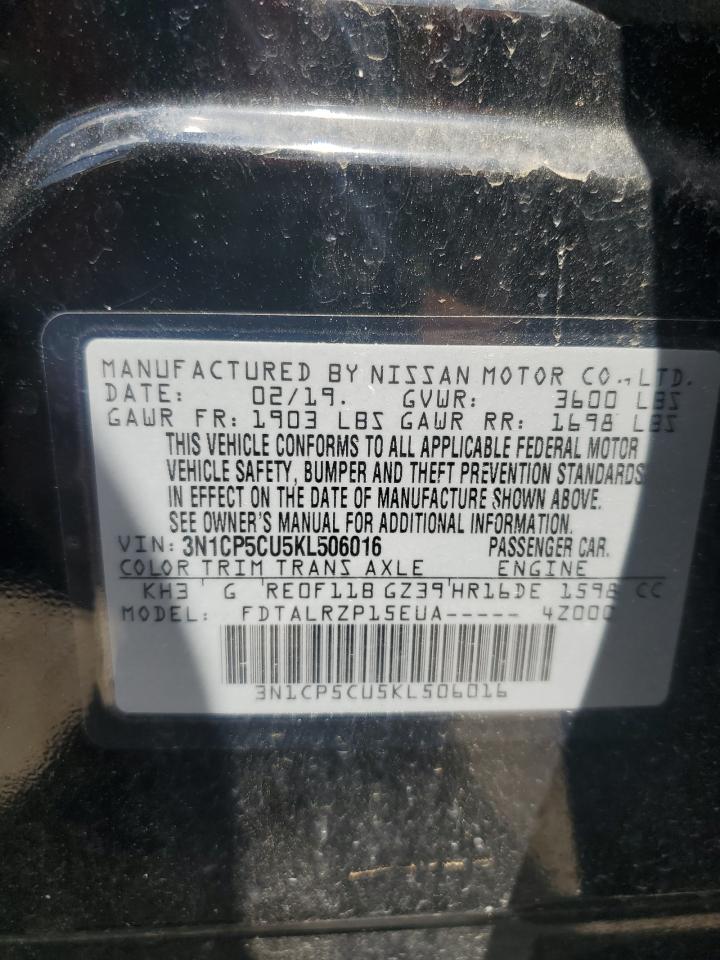 MANUFACTURED BY NISSAN MOTOR CO., LTD.
DATE: 02/19. GVWR: 3600 LBS
GAWR FR: 1903 LBS GAWR RR: 1698 LBS
THIS VEHICLE CONFORMS TO ALL APPLICABLE FEDERAL MOTOR
VEHICLE SAFETY, BUMPER AND THEFT PREVENTION STANDARDS
IN EFFECT ON THE DATE OF MANUFACTURE SHOWN ABOVE.
SEE OWNER'S MANUAL FOR ADDITIONAL INFORMATION.
VIN: 3N1CP5CU5KL506016 PASSENGER CAR.
COLOR TRIM TRANS AXLE ENGINE
KH3 G RE0F11B GZ39 HR16DE 1598 CC
MODEL: FDTALRZP15EUA----- 4Z000
3N1CP5CU5KL506016